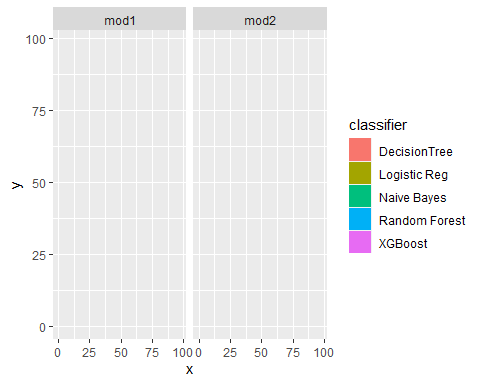 mod1 mod2
100
75
50
25
0
y
0 25 50 75 100 0 25 50 75 100
x
classifier
DecisionTree
Logistic Reg
Naive Bayes
Random Forest
XGBoost